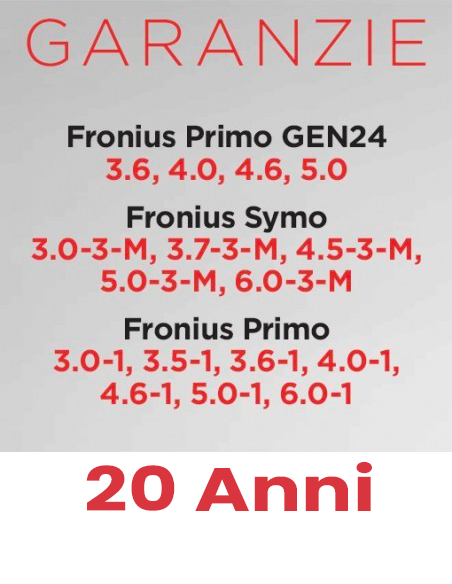 GARANZIE
Fronius Primo GEN24
3.6, 4.0, 4.6, 5.0
Fronius Symo
3.0-3-M, 3.7-3-M, 4.5-3-M,
5.0-3-M, 6.0-3-M
Fronius Primo
3.0-1, 3.5-1, 3.6-1, 4.0-1,
4.6-1, 5.0-1, 6.0-1
20 Anni